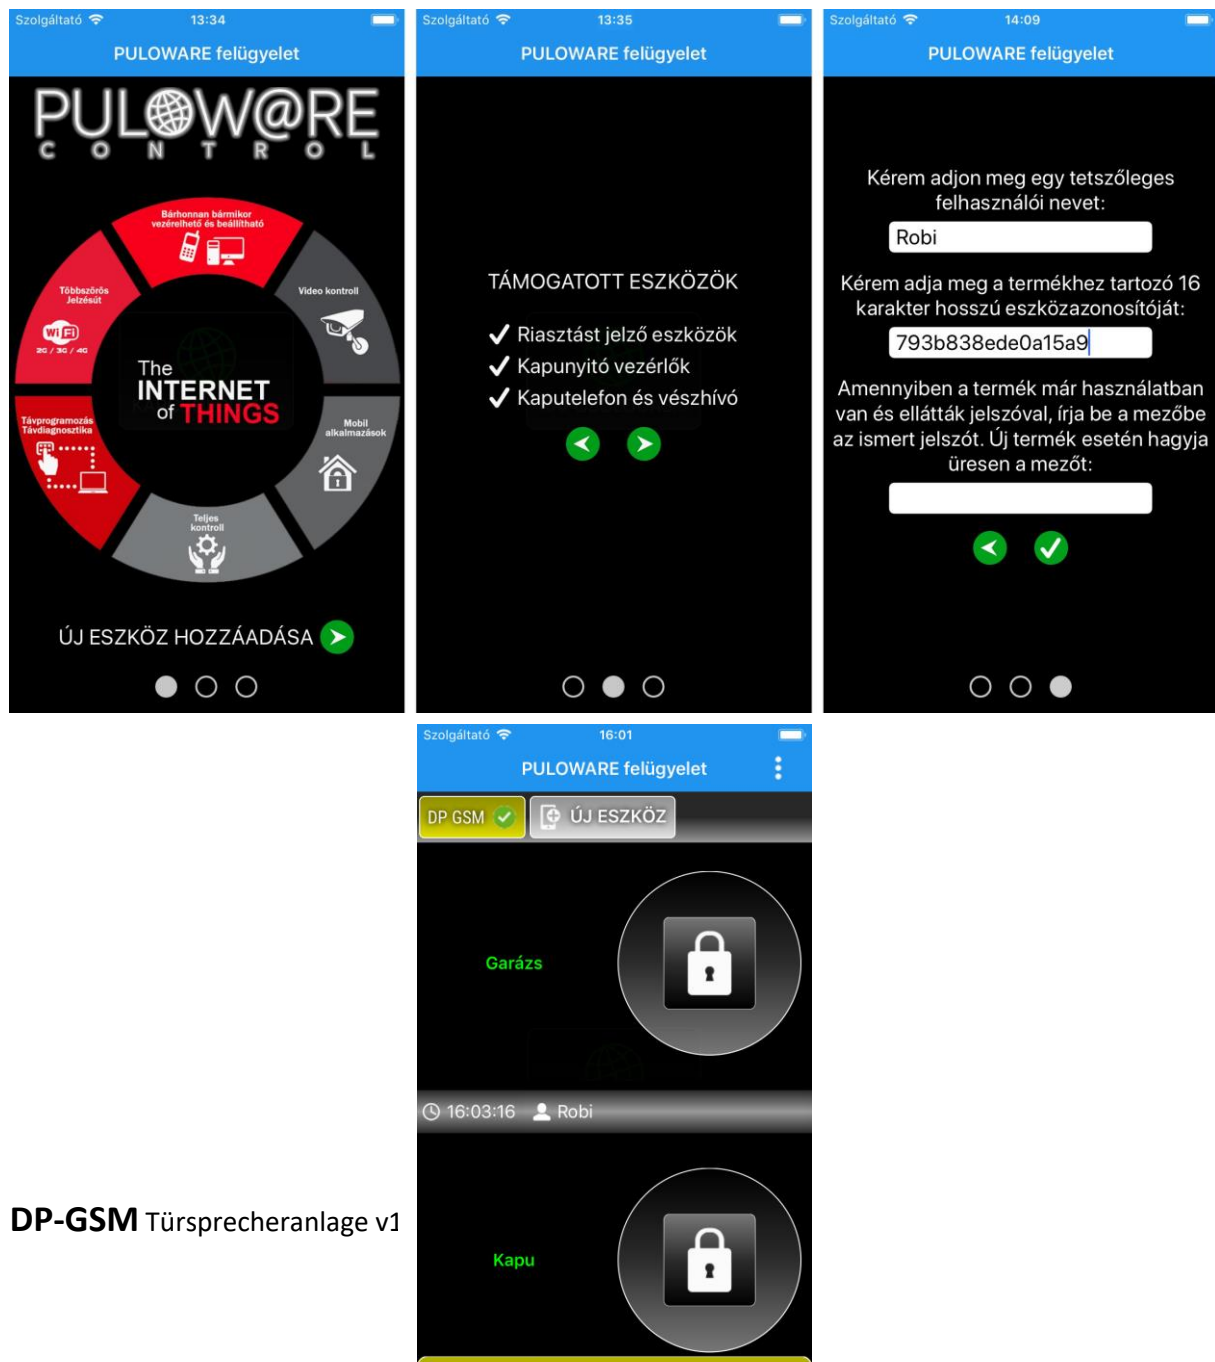 Szolgáltató 13:34
PULOWARE felügyelet
PULOW@RE
CONTROL
Bárhonnan bármikor
vezérelhető és beállítható
Többszörös
Jelzésút
WiFi
2G / 3G / 4G
Video kontroll
The
INTERNET
of THINGS
Távprogramozás
Távdiagnosztika
Mobil
alkalmazások
Teljes
kontroll
ÚJ ESZKÖZ HOZZÁADÁSA
Szolgáltató 13:35
PULOWARE felügyelet
TÁMOGATOTT ESZKÖZÖK
Riasztást jelző eszközök
Kapunyitó vezérlők
Kaputelefon és vészhívó
Szolgáltató 14:09
PULOWARE felügyelet
Kérem adjon meg egy tetszőleges
felhasználói nevet:
Robi
Kérem adja meg a termékhez tartozó 16
karakter hosszú eszközazonosítóját:
793b838ede0a15a9
Amennyiben a termék már használatban
van és ellátták jelszóval, írja be a mezőbe
az ismert jelszót. Új termék esetén hagyja
üresen a mezőt:
Szolgáltató 16:01
PULOWARE felügyelet
DP GSM ÚJ ESZKÖZ
Garázs
16:03:16 Robi
Kapu
DP-GSM Türsprecheranlage v1